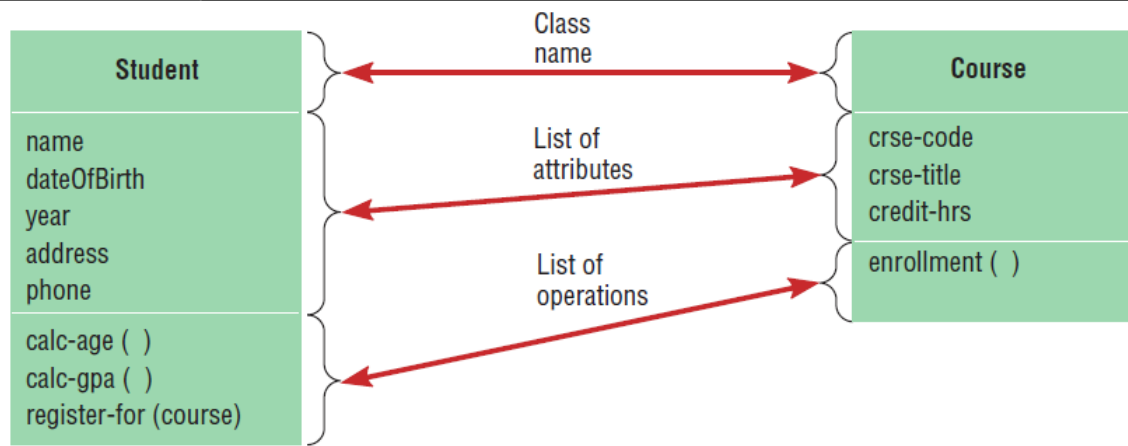 Class
name
Student
Course
name
dateOfBirth
year
address
phone
List of
attributes
crse-code
crse-title
credit-hrs
List of
operations
enrollment ( )
calc-age ( )
calc-gpa ( )
register-for (course)